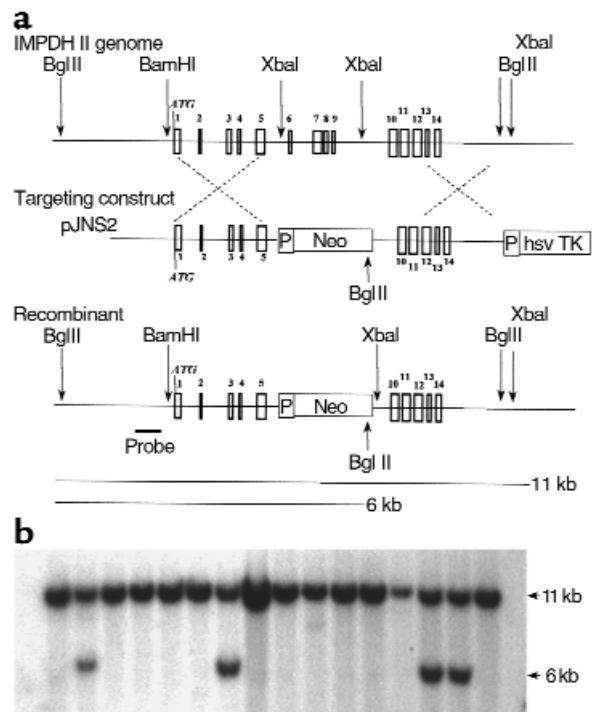 a
IMPDH II genome
XbaI
BglII BamHI XbaI XbaI BglII
ATG
1 2 3 4 5 6 7 8 9 10 11 12 13 14
Targeting construct
pJNS2
P Neo P hsv TK
1 2 3 4 5 10 11 12 13 14
ATG
BglII
Recombinant
XbaI
BglII BamHI XbaI BglII
ATG
1 2 3 4 5 10 11 12 13 14
P Neo
Probe
Bgl II
11 kb
6 kb
b
11 kb
6 kb